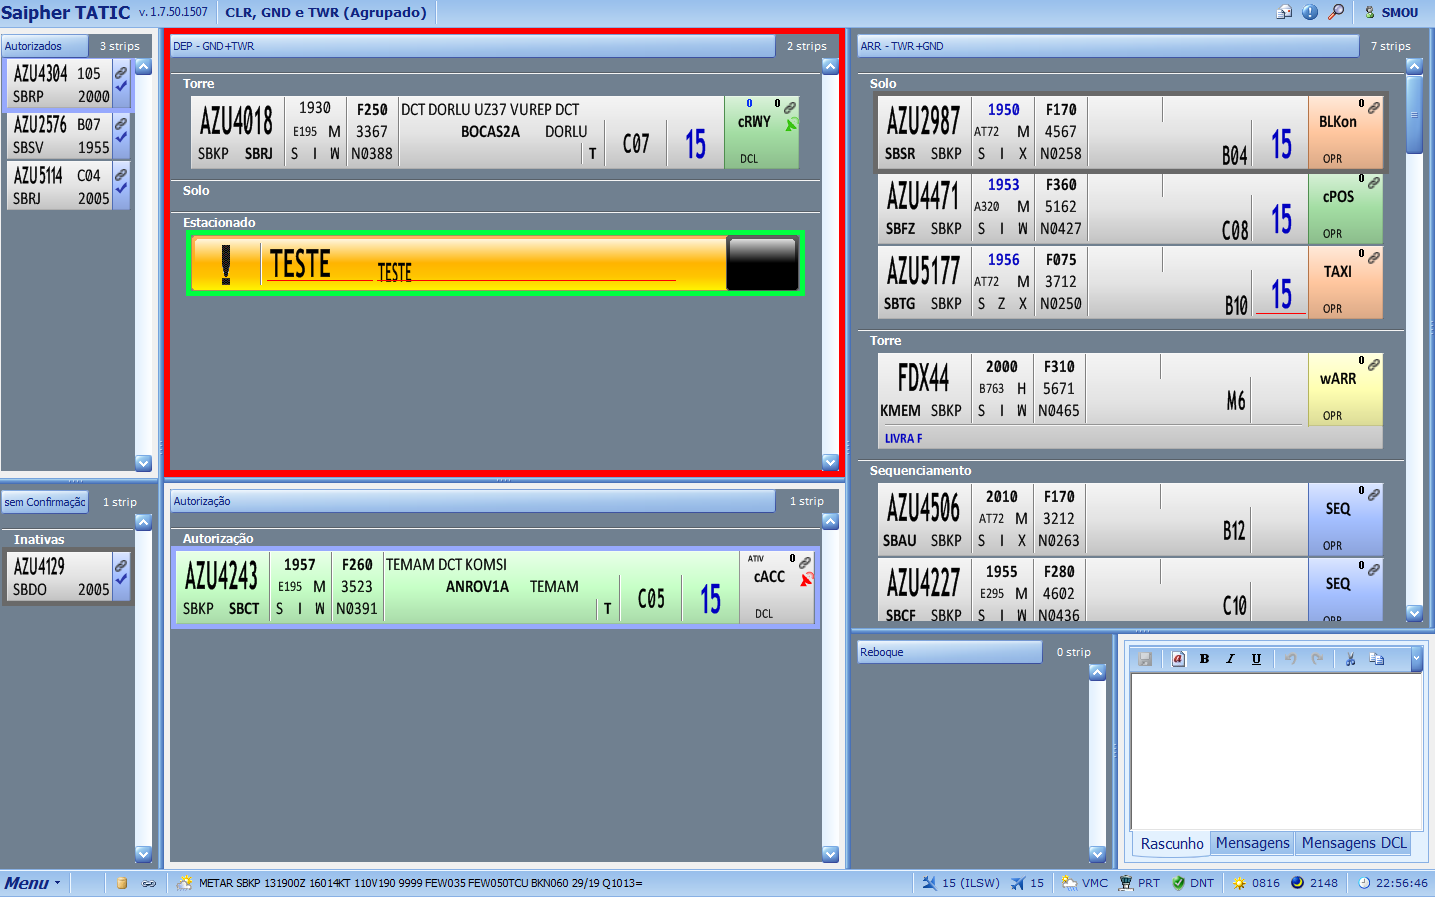 Saipher TATIC v. 1.7.50.1507 CLR, GND e TWR (Agrupado) SMOU
Autorizados 3 strips
AZU4304 105
SBRP 2000
AZU2576 B07
SBSV 1955
AZU5114 C04
SBRJ 2005
sem Confirmação 1 strip
Inativas
AZU4129
SBDO 2005
DEP - GND+TWR 2 strips
Torre
AZU4018 1930 F250 DCT DORLU UZ37 VUREP DCT 0 0
E195 M 3367 BOCAS2A DORLU C07 15 cRWY
SBKP SBRJ S I W N0388 T DCL
Solo
Estacionado
! TESTE TESTE
Autorização 1 strip
Autorização
AZU4243 1957 F260 TEMAM DCT KOMSI ATIV 0
E195 M 3523 ANROV1A TEMAM C05 15 cACC
SBKP SBCT S I W N0391 T DCL
ARR - TWR+GND 7 strips
Solo
AZU2987 1950 F170 0
AT72 M 4567 15 BLKon
SBSR SBKP S I X N0258 B04 OPR
AZU4471 1953 F360 0
A320 M 5162 15 cPOS
SBFZ SBKP S I W N0427 C08 OPR
AZU5177 1956 F075 0
AT72 M 3712 15 TAXI
SBTG SBKP S Z X N0250 B10 OPR
Torre
FDX44 2000 F310 0
B763 H 5671 M6 wARR
KMEM SBKP S I W N0465 OPR
LIVRA F
Sequenciamento
AZU4506 2010 F170 0
AT72 M 3212 B12 SEQ
SBAU SBKP S I X N0263 OPR
AZU4227 1955 F280 0
E295 M 4602 C10 SEQ
SBCF SBKP S I W N0436 OPR
Reboque 0 strip
a B I U
Rascunho Mensagens Mensagens DCL
Menu METAR SBKP 131900Z 16014KT 110V190 9999 FEW035 FEW050TCU BKN060 29/19 Q1013= 15 (ILSW) 15 VMC PRT DNT 0816 2148 22:56:46